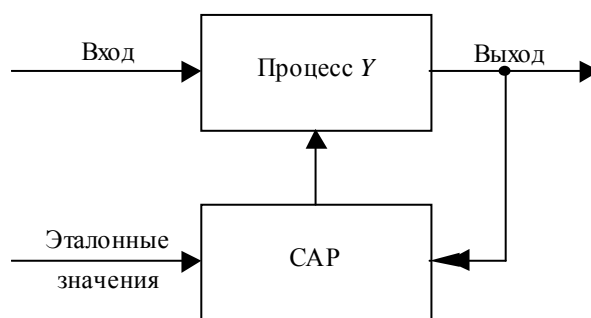 Вход
Процесс Y
Выход
Эталонные
значения
САР